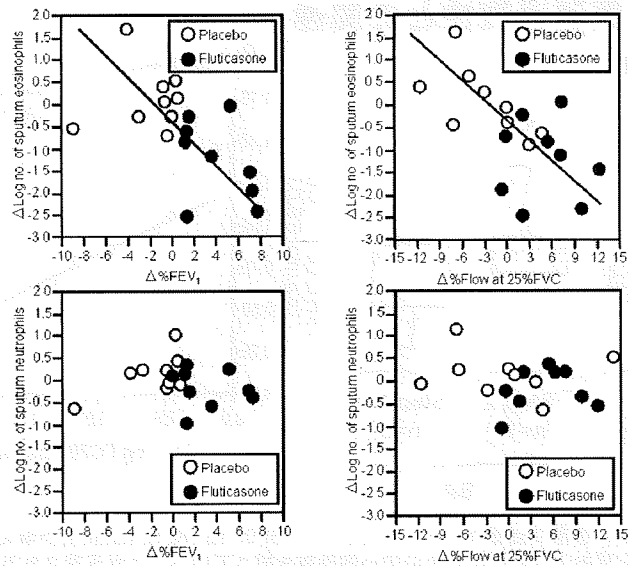 ΔLog no. of sputum eosinophils
2.0
1.5
1.0
0.5
0
-0.5
-1.0
-1.5
-2.0
-2.5
-3.0
Placebo
Fluticasone
-10 -8 -6 -4 -2 0 2 4 6 8 10
Δ%FEV1
ΔLog no. of sputum eosinophils
2.0
1.5
1.0
0.5
0
-0.5
-1.0
-1.5
-2.0
-2.5
-3.0
Placebo
Fluticasone
-15 -12 -9 -6 -3 0 3 6 9 12 15
Δ%Flow at 25%FVC
ΔLog no. of sputum neutrophils
2.0
1.5
1.0
0.5
0
-0.5
-1.0
-1.5
-2.0
-2.5
-3.0
Placebo
Fluticasone
-10 -8 -6 -4 -2 0 2 4 6 8 10
Δ%FEV1
ΔLog no. of sputum neutrophils
2.0
1.5
1.0
0.5
0
-0.5
-1.0
-1.5
-2.0
-2.5
-3.0
Placebo
Fluticasone
-15 -12 -9 -6 -3 0 3 6 9 12 15
Δ%Flow at 25%FVC